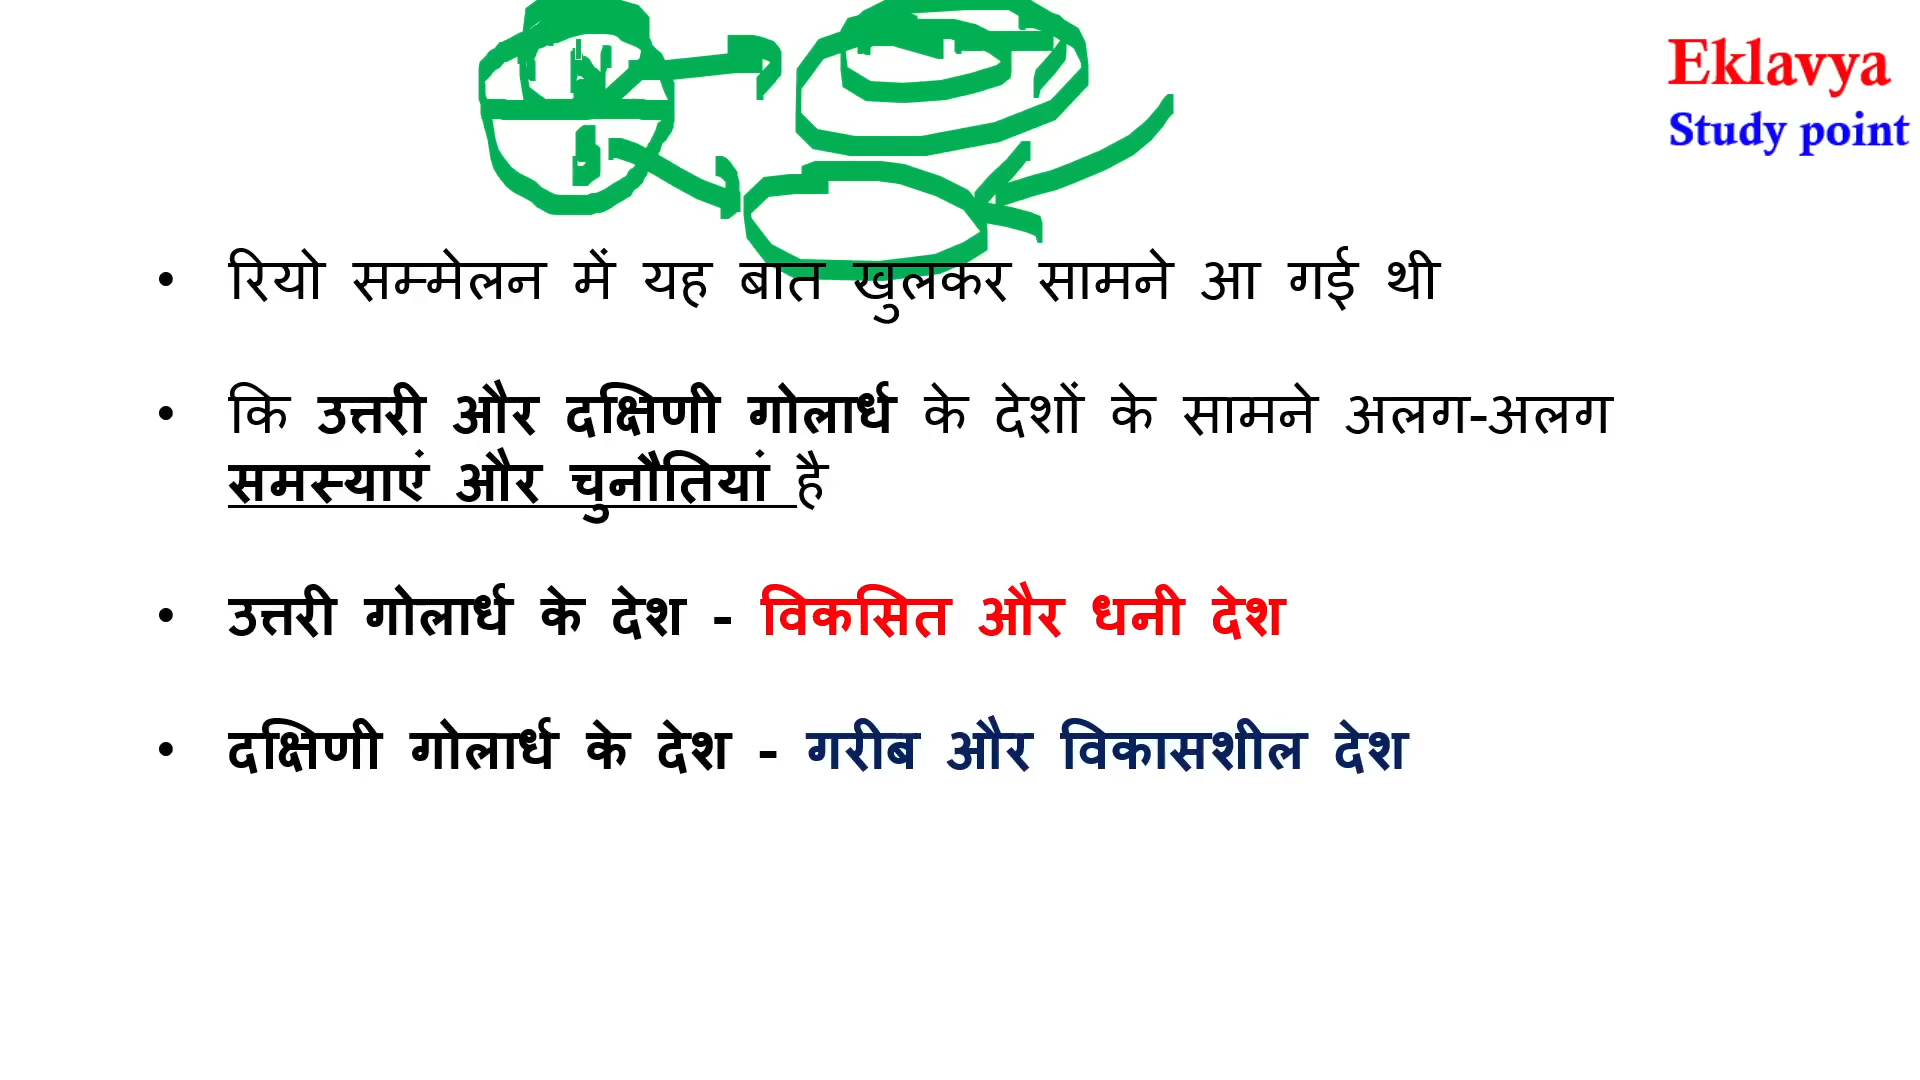 Eklavya
Study point
• रियो सम्मेलन में यह बात खुलकर सामने आ गई थी
• कि उत्तरी और दक्षिणी गोलार्ध के देशों के सामने अलग-अलग
समस्याएं और चुनौतियां है
• उत्तरी गोलार्ध के देश - विकसित और धनी देश
• दक्षिणी गोलार्ध के देश - गरीब और विकासशील देश